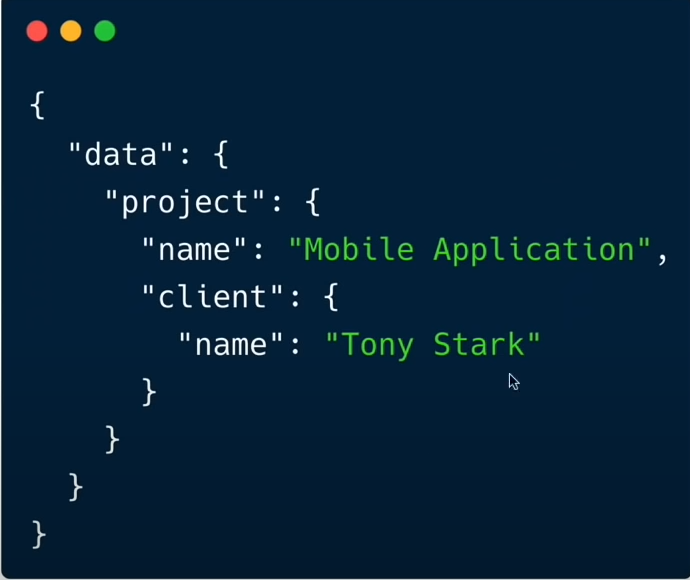 {
  "data": {
    "project": {
      "name": "Mobile Application",
      "client": {
        "name": "Tony Stark"
      }
    }
  }
}